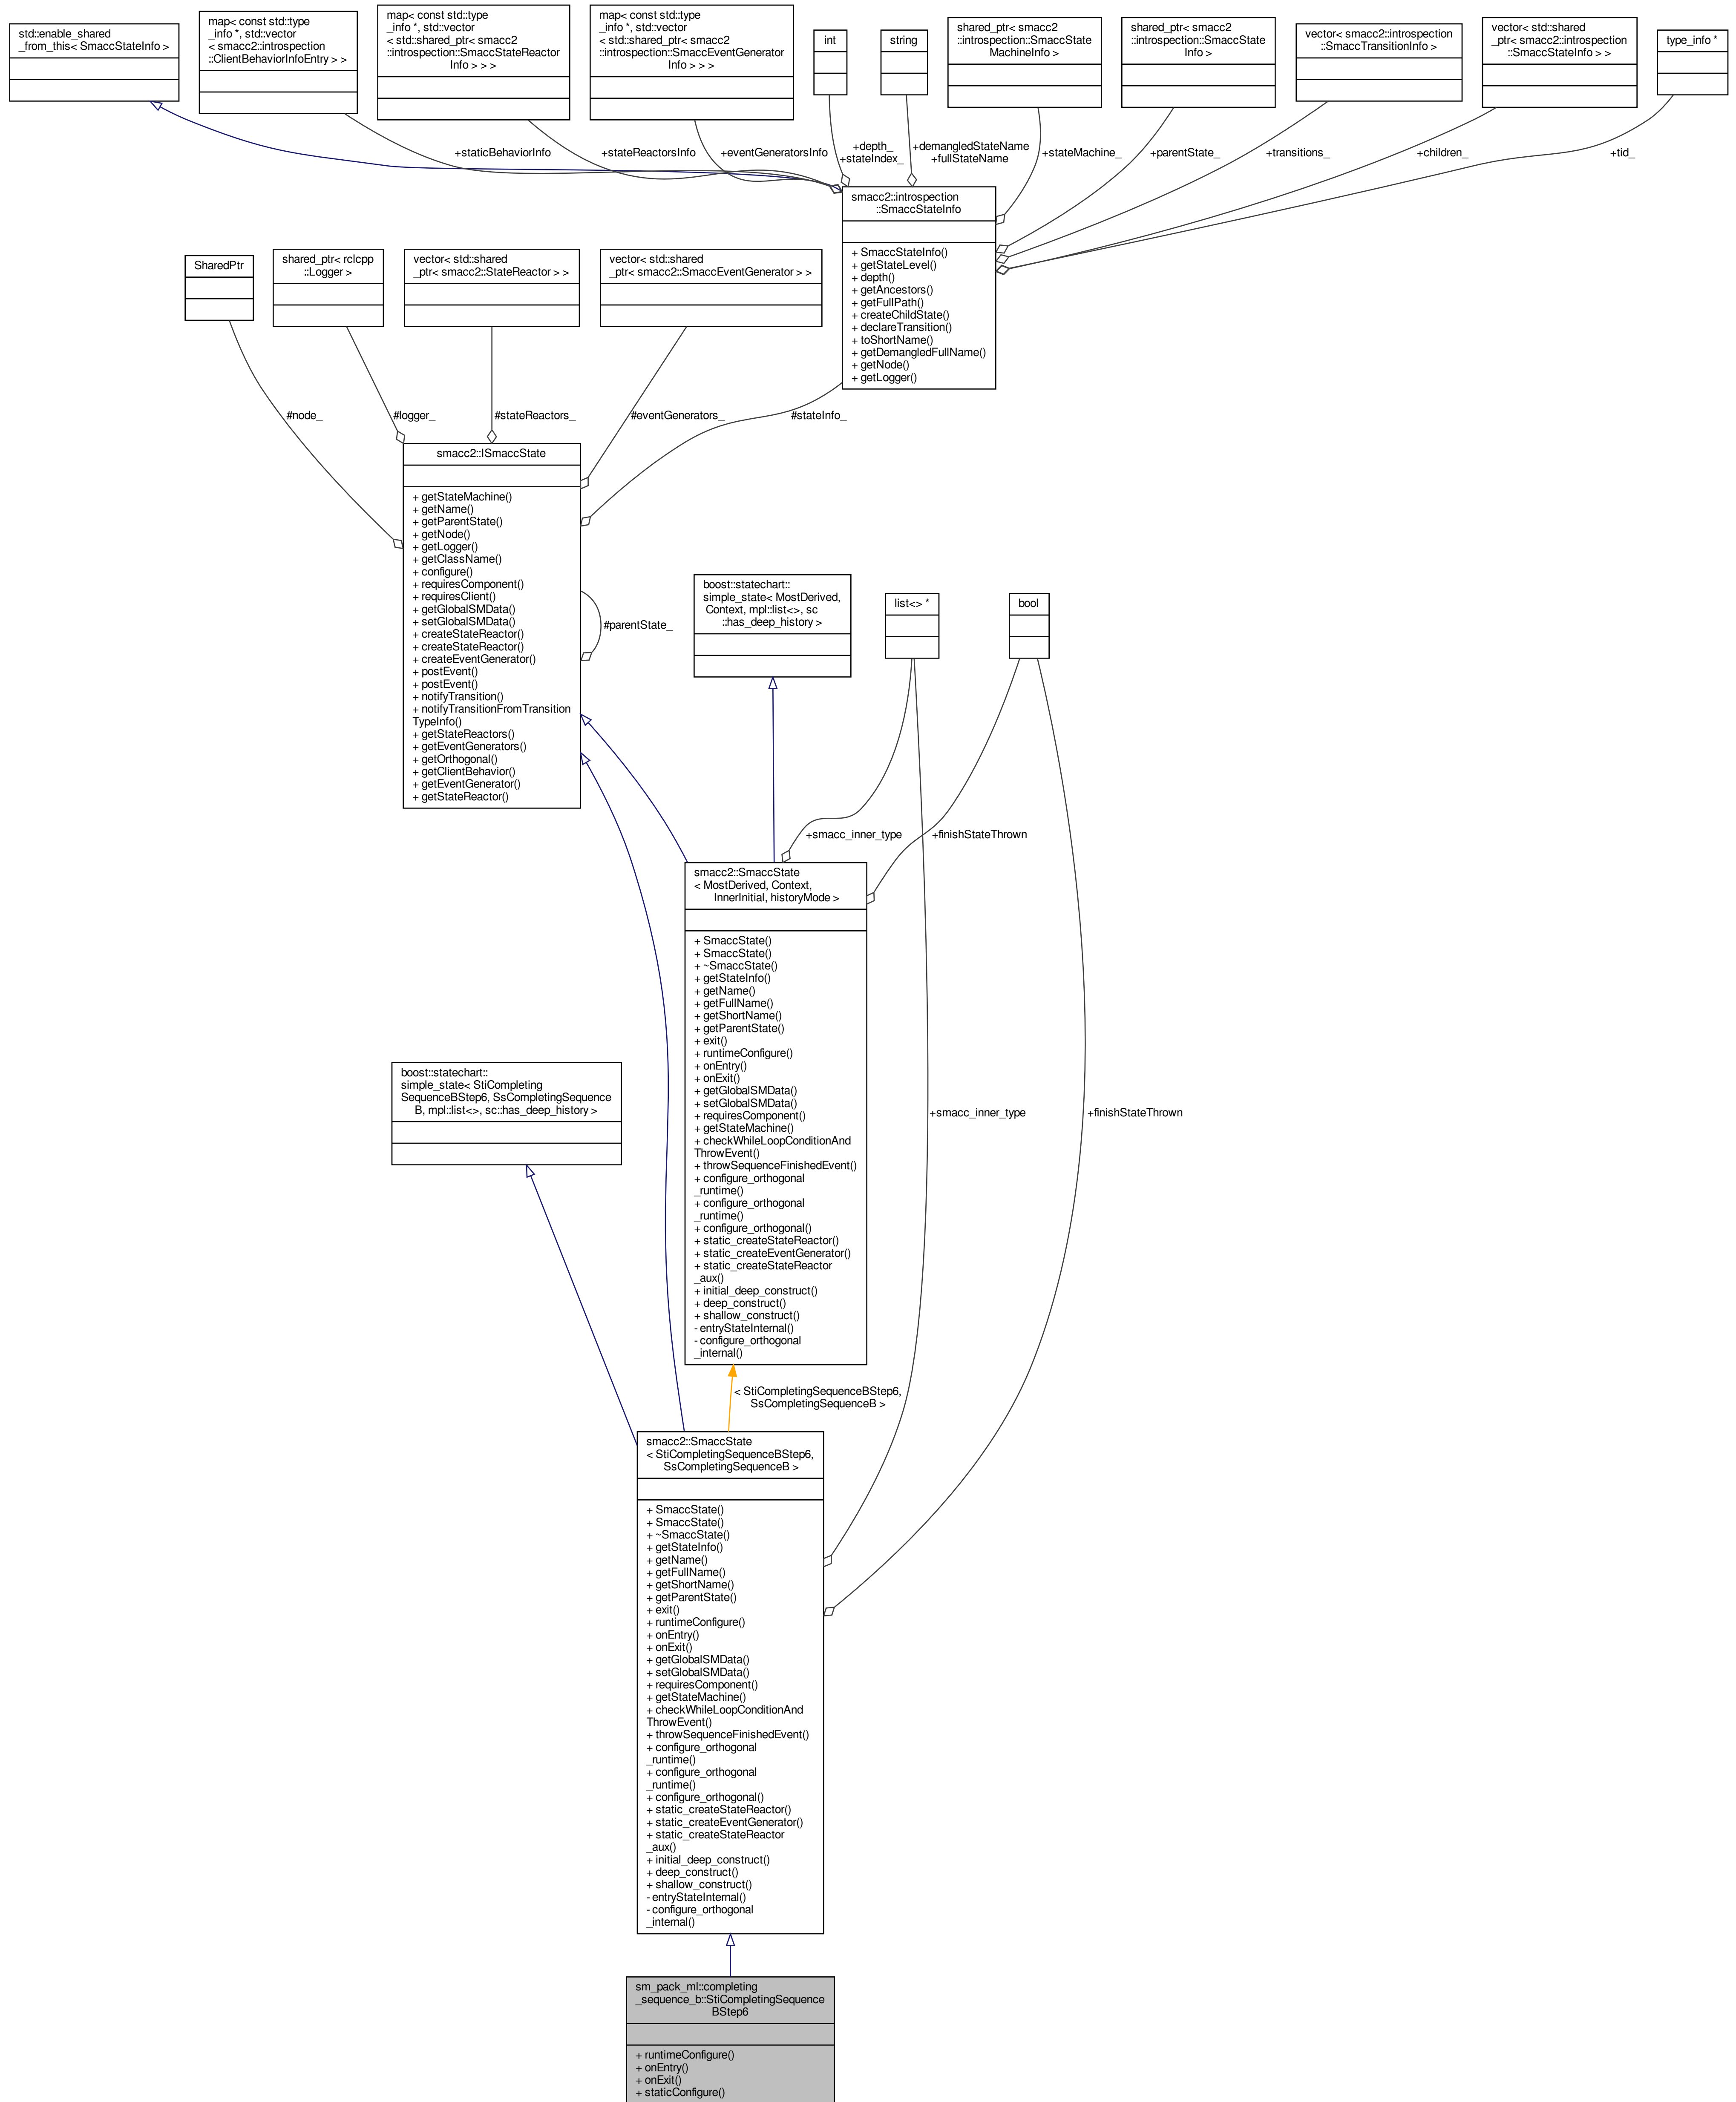 std::enable_shared
_from_this< SmaccStateInfo >
map< const std::type
_info *, std::vector
< smacc2::introspection
::ClientBehaviorInfoEntry > >
map< const std::type
_info *, std::vector
< std::shared_ptr< smacc2
::introspection::SmaccStateReactor
Info > > >
map< const std::type
_info *, std::vector
< std::shared_ptr< smacc2
::introspection::SmaccEventGenerator
Info > > >
int
string
shared_ptr< smacc2
::introspection::SmaccState
MachineInfo >
shared_ptr< smacc2
::introspection::SmaccState
Info >
vector< smacc2::introspection
::SmaccTransitionInfo >
vector< std::shared
_ptr< smacc2::introspection
::SmaccStateInfo > >
type_info *
+staticBehaviorInfo
+stateReactorsInfo
+eventGeneratorsInfo
+depth_
+stateIndex_
+demangledStateName
+fullStateName
+stateMachine_
+parentState_
+transitions_
+children_
+tid_
smacc2::introspection
::SmaccStateInfo
+ SmaccStateInfo()
+ getStateLevel()
+ depth()
+ getAncestors()
+ getFullPath()
+ createChildState()
+ declareTransition()
+ toShortName()
+ getDemangledFullName()
+ getNode()
+ getLogger()
SharedPtr
shared_ptr< rclcpp
::Logger >
vector< std::shared
_ptr< smacc2::StateReactor > >
vector< std::shared
_ptr< smacc2::SmaccEventGenerator > >
#node_
#logger_
#stateReactors_
#eventGenerators_
#stateInfo_
smacc2::ISmaccState
+ getStateMachine()
+ getName()
+ getParentState()
+ getNode()
+ getLogger()
+ getClassName()
+ configure()
+ requiresComponent()
+ requiresClient()
+ getGlobalSMData()
+ setGlobalSMData()
+ createStateReactor()
+ createStateReactor()
+ createEventGenerator()
+ postEvent()
+ postEvent()
+ notifyTransition()
+ notifyTransitionFromTransition
TypeInfo()
+ getStateReactors()
+ getEventGenerators()
+ getOrthogonal()
+ getClientBehavior()
+ getEventGenerator()
+ getStateReactor()
#parentState_
boost::statechart::
simple_state< MostDerived,
Context, mpl::list<>, sc
::has_deep_history >
list<> *
bool
+smacc_inner_type
+finishStateThrown
smacc2::SmaccState
< MostDerived, Context,
InnerInitial, historyMode >
+ SmaccState()
+ SmaccState()
+ ~SmaccState()
+ getStateInfo()
+ getName()
+ getFullName()
+ getShortName()
+ getParentState()
+ exit()
+ runtimeConfigure()
+ onEntry()
+ onExit()
+ getGlobalSMData()
+ setGlobalSMData()
+ requiresComponent()
+ getStateMachine()
+ checkWhileLoopConditionAnd
ThrowEvent()
+ throwSequenceFinishedEvent()
+ configure_orthogonal
_runtime()
+ configure_orthogonal
_runtime()
+ configure_orthogonal()
+ static_createStateReactor()
+ static_createEventGenerator()
+ static_createStateReactor
_aux()
+ initial_deep_construct()
+ deep_construct()
+ shallow_construct()
- entryStateInternal()
- configure_orthogonal
_internal()
+smacc_inner_type
+finishStateThrown
boost::statechart::
simple_state< StiCompleting
SequenceBStep6, SsCompletingSequence
B, mpl::list<>, sc::has_deep_history >
< StiCompletingSequenceBStep6,
SsCompletingSequenceB >
smacc2::SmaccState
< StiCompletingSequenceBStep6,
SsCompletingSequenceB >
+ SmaccState()
+ SmaccState()
+ ~SmaccState()
+ getStateInfo()
+ getName()
+ getFullName()
+ getShortName()
+ getParentState()
+ exit()
+ runtimeConfigure()
+ onEntry()
+ onExit()
+ getGlobalSMData()
+ setGlobalSMData()
+ requiresComponent()
+ getStateMachine()
+ checkWhileLoopConditionAnd
ThrowEvent()
+ throwSequenceFinishedEvent()
+ configure_orthogonal
_runtime()
+ configure_orthogonal
_runtime()
+ configure_orthogonal()
+ static_createStateReactor()
+ static_createEventGenerator()
+ static_createStateReactor
_aux()
+ initial_deep_construct()
+ deep_construct()
+ shallow_construct()
- entryStateInternal()
- configure_orthogonal
_internal()
sm_pack_ml::completing
_sequence_b::StiCompletingSequence
BStep6
+ runtimeConfigure()
+ onEntry()
+ onExit()
+ staticConfigure()